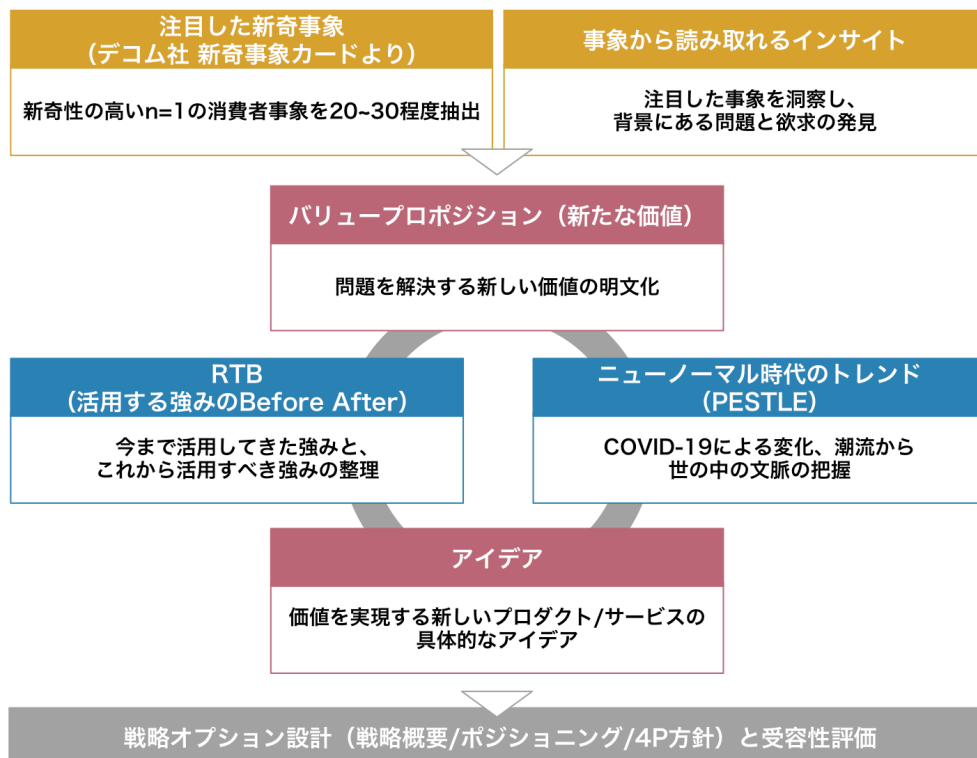 注目した新奇事象
（デコム社 新奇事象カードより）
新奇性の高いn=1の消費者事象を20~30程度抽出
事象から読み取れるインサイト
注目した事象を洞察し、
背景にある問題と欲求の発見
バリュープロポジション（新たな価値）
問題を解決する新しい価値の明文化
RTB
（活用する強みのBefore After）
今まで活用してきた強みと、
これから活用すべき強みの整理
ニューノーマル時代のトレンド
（PESTLE）
COVID-19による変化、潮流から
世の中の文脈の把握
アイデア
価値を実現する新しいプロダクト/サービスの
具体的なアイデア
戦略オプション設計（戦略概要/ポジショニング/4P方針）と受容性評価